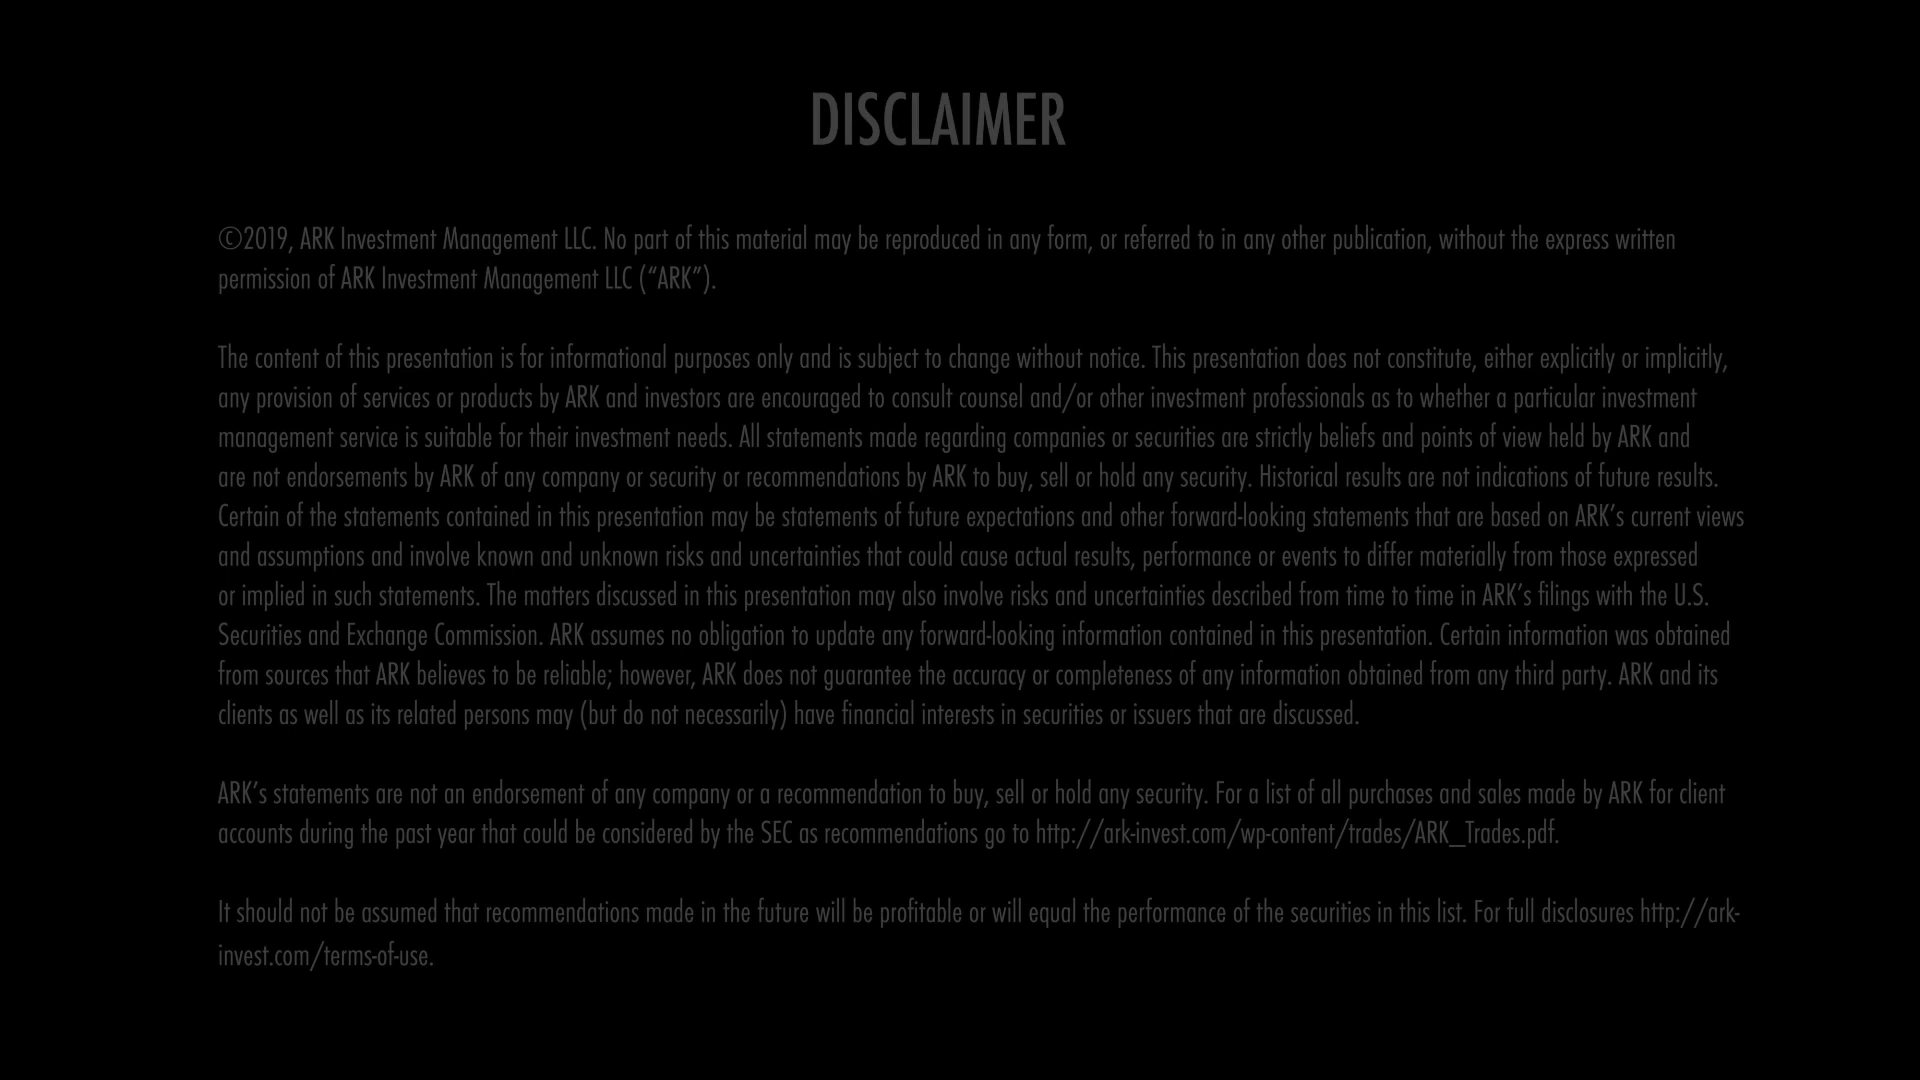 DISCLAIMER
©2019, ARK Investment Management LLC. No part of this material may be reproduced in any form, or referred to in any other publication, without the express written
permission of ARK Investment Management LLC (“ARK”).
The content of this presentation is for informational purposes only and is subject to change without notice. This presentation does not constitute, either explicitly or implicitly,
any provision of services or products by ARK and investors are encouraged to consult counsel and/or other investment professionals as to whether a particular investment
management service is suitable for their investment needs. All statements made regarding companies or securities are strictly beliefs and points of view held by ARK and
are not endorsements by ARK of any company or security or recommendations by ARK to buy, sell or hold any security. Historical results are not indications of future results.
Certain of the statements contained in this presentation may be statements of future expectations and other forward-looking statements that are based on ARK’s current views
and assumptions and involve known and unknown risks and uncertainties that could cause actual results, performance or events to differ materially from those expressed
or implied in such statements. The matters discussed in this presentation may also involve risks and uncertainties described from time to time in ARK’s filings with the U.S.
Securities and Exchange Commission. ARK assumes no obligation to update any forward-looking information contained in this presentation. Certain information was obtained
from sources that ARK believes to be reliable; however, ARK does not guarantee the accuracy or completeness of any information obtained from any third party. ARK and its
clients as well as its related persons may (but do not necessarily) have financial interests in securities or issuers that are discussed.
ARK’s statements are not an endorsement of any company or a recommendation to buy, sell or hold any security. For a list of all purchases and sales made by ARK for client
accounts during the past year that could be considered by the SEC as recommendations go to http://ark-invest.com/wp-content/trades/ARK_Trades.pdf.
It should not be assumed that recommendations made in the future will be profitable or will equal the performance of the securities in this list. For full disclosures http://ark-
invest.com/terms-of-use.